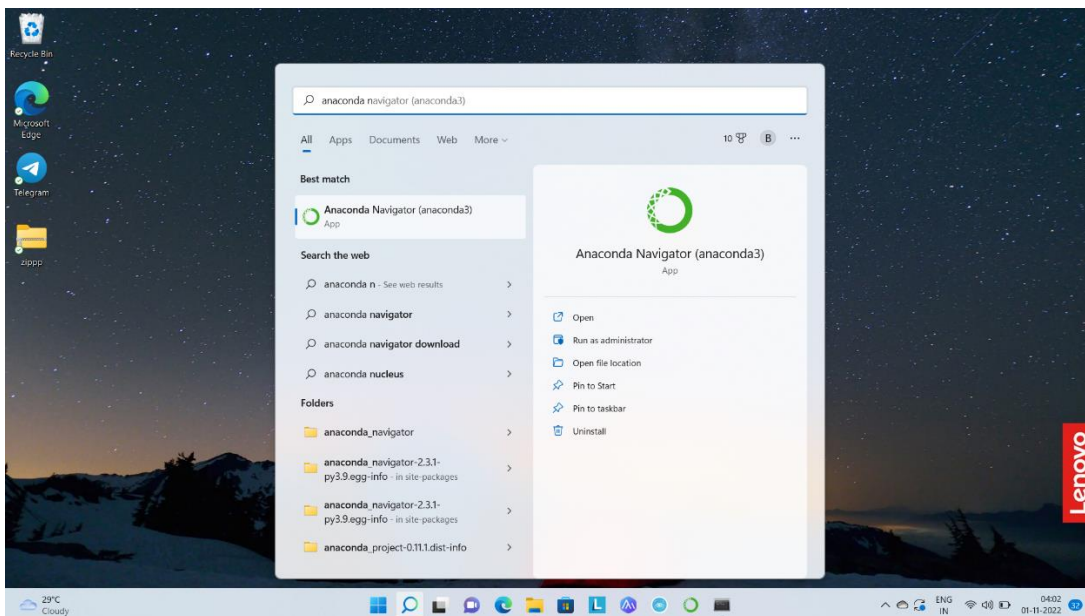 Recycle Bin
Microsoft
Edge
Telegram
zippp
anaconda navigator (anaconda3)
All Apps Documents Web More
10 B ...
Best match
Anaconda Navigator (anaconda3)
App
Search the web
anaconda n - See web results
anaconda navigator
anaconda navigator download
anaconda nucleus
Folders
anaconda_navigator
anaconda_navigator-2.3.1-
py3.9.egg-info - in site-packages
anaconda_navigator-2.3.1-
py3.9.egg-info - in site-packages
anaconda_project-0.11.1.dist-info
Anaconda Navigator (anaconda3)
App
Open
Run as administrator
Open file location
Pin to Start
Pin to taskbar
Uninstall
Lenovo
29°C
Cloudy
L
ENG
IN
04:02
01-11-2022
37